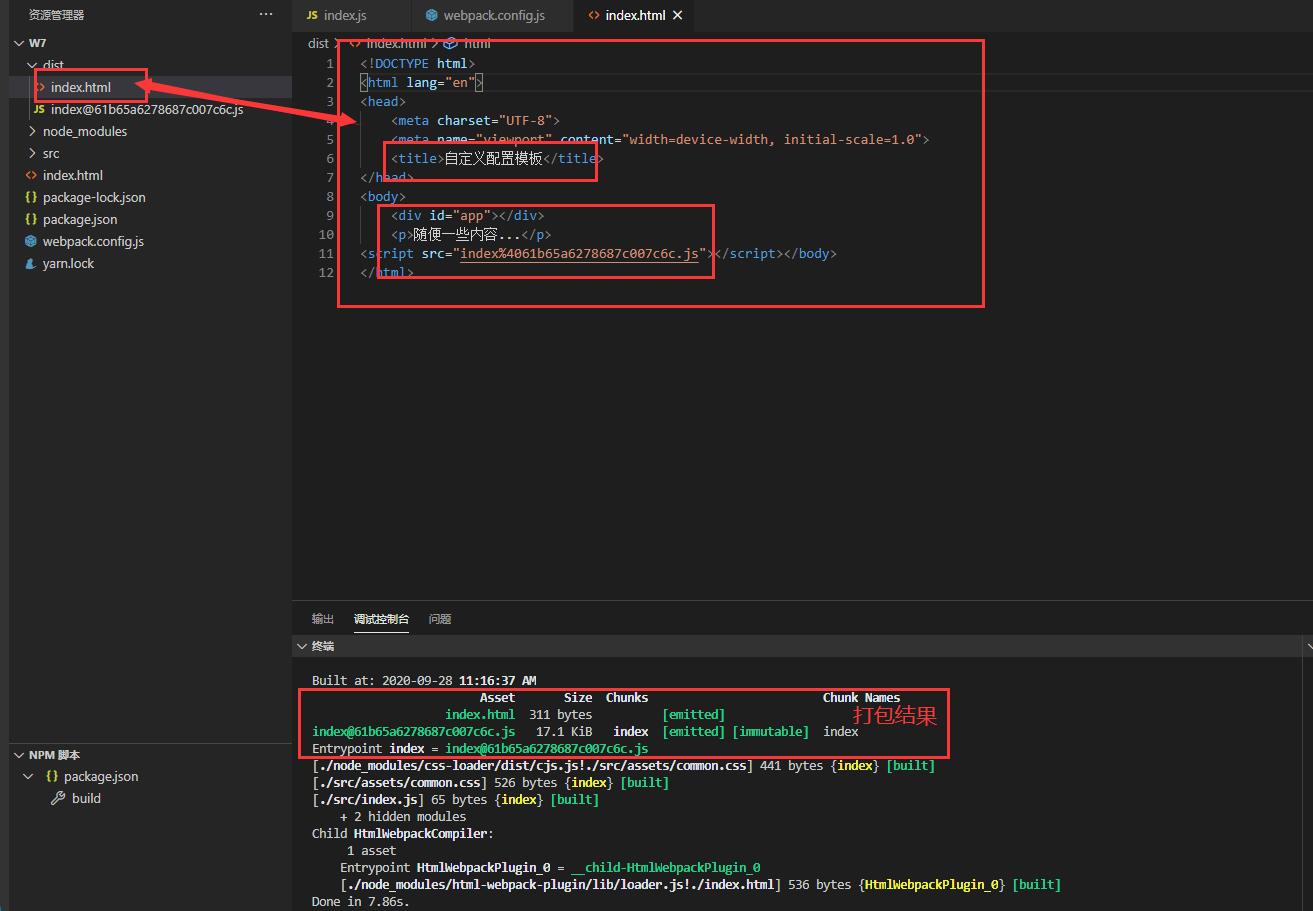 资源管理器 ···
W7
dist
index.html
index@61b65a6278687c007c6c.js
node_modules
src
index.html
package-lock.json
package.json
webpack.config.js
yarn.lock
NPM 脚本
package.json
build
index.js webpack.config.js index.html
dist > index.html > html
1 <!DOCTYPE html>
2 <html lang="en">
3 <head>
4 <meta charset="UTF-8">
5 <meta name="viewport" content="width=device-width, initial-scale=1.0">
6 <title>自定义配置模板</title>
7 </head>
8 <body>
9 <div id="app"></div>
10 <p>随便一些内容...</p>
11 <script src="index%4061b65a6278687c007c6c.js"></script></body>
12 </html>
输出 调试控制台 问题
终端
Built at: 2020-09-28 11:16:37 AM
Asset Size Chunks Chunk Names
index.html 311 bytes [emitted]
打包结果
index@61b65a6278687c007c6c.js 17.1 KiB index [emitted] [immutable] index
Entrypoint index = index@61b65a6278687c007c6c.js
[./node_modules/css-loader/dist/cjs.js!./src/assets/common.css] 441 bytes {index} [built]
[./src/assets/common.css] 526 bytes {index} [built]
[./src/index.js] 65 bytes {index} [built]
+ 2 hidden modules
Child HtmlWebpackCompiler:
1 asset
Entrypoint HtmlWebpackPlugin_0 = __child-HtmlWebpackPlugin_0
[./node_modules/html-webpack-plugin/lib/loader.js!./index.html] 536 bytes {HtmlWebpackPlugin_0} [built]
Done in 7.86s.